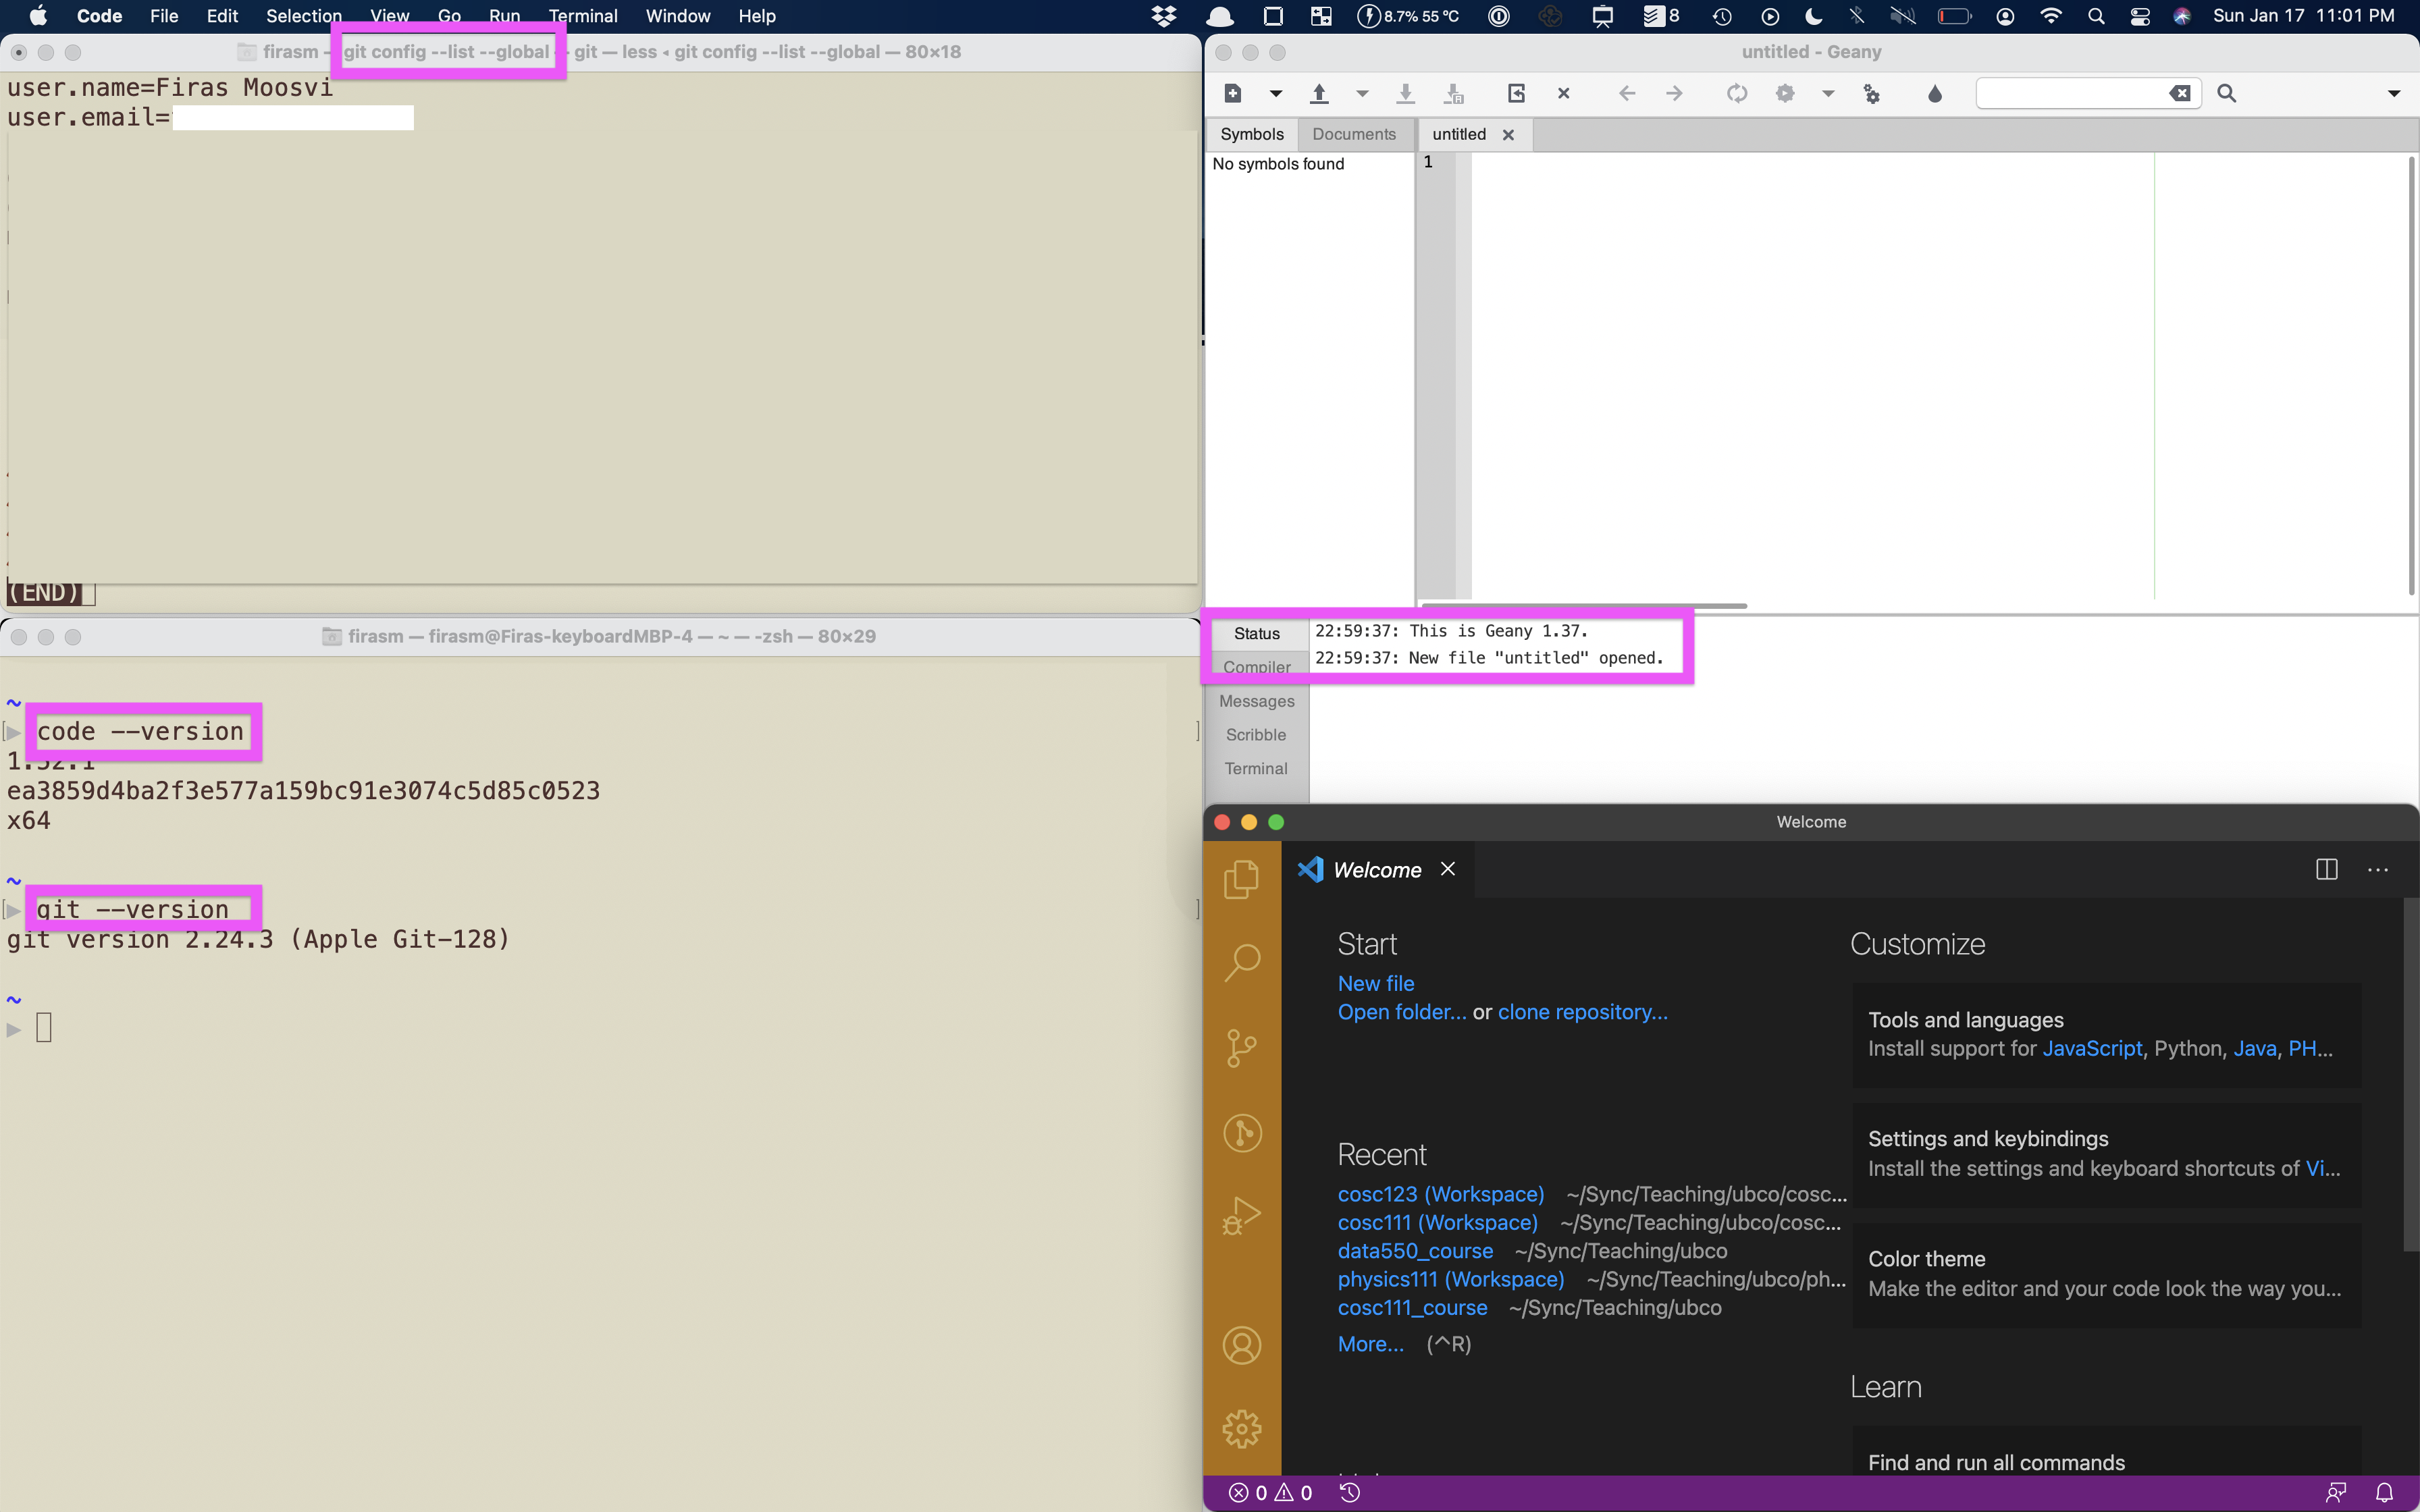 Code File Edit Selection View Go Run Terminal Window Help
8.7% 55 °C
8
Sun Jan 17 11:01 PM
firasm — git config --list --global — git — less ◂ git config --list --global — 80×18
user.name=Firas Moosvi
user.email=
(END)
firasm — firasm@Firas-keyboardMBP-4 — ~ — -zsh — 80×29
~
code --version
1.52.1
ea3859d4ba2f3e577a159bc91e3074c5d85c0523
x64
~
git --version
git version 2.24.3 (Apple Git-128)
~
untitled - Geany
Symbols Documents untitled
No symbols found
1
Status
Compiler
Messages
Scribble
Terminal
22:59:37: This is Geany 1.37.
22:59:37: New file "untitled" opened.
Welcome
Welcome
Start
New file
Open folder... or clone repository...
Recent
cosc123 (Workspace) ~/Sync/Teaching/ubco/cosc...
cosc111 (Workspace) ~/Sync/Teaching/ubco/cosc...
data550_course ~/Sync/Teaching/ubco
physics111 (Workspace) ~/Sync/Teaching/ubco/ph...
cosc111_course ~/Sync/Teaching/ubco
More... (^R)
Customize
Tools and languages
Install support for JavaScript, Python, Java, PH...
Settings and keybindings
Install the settings and keyboard shortcuts of Vi...
Color theme
Make the editor and your code look the way you...
Learn
Find and run all commands
0 0